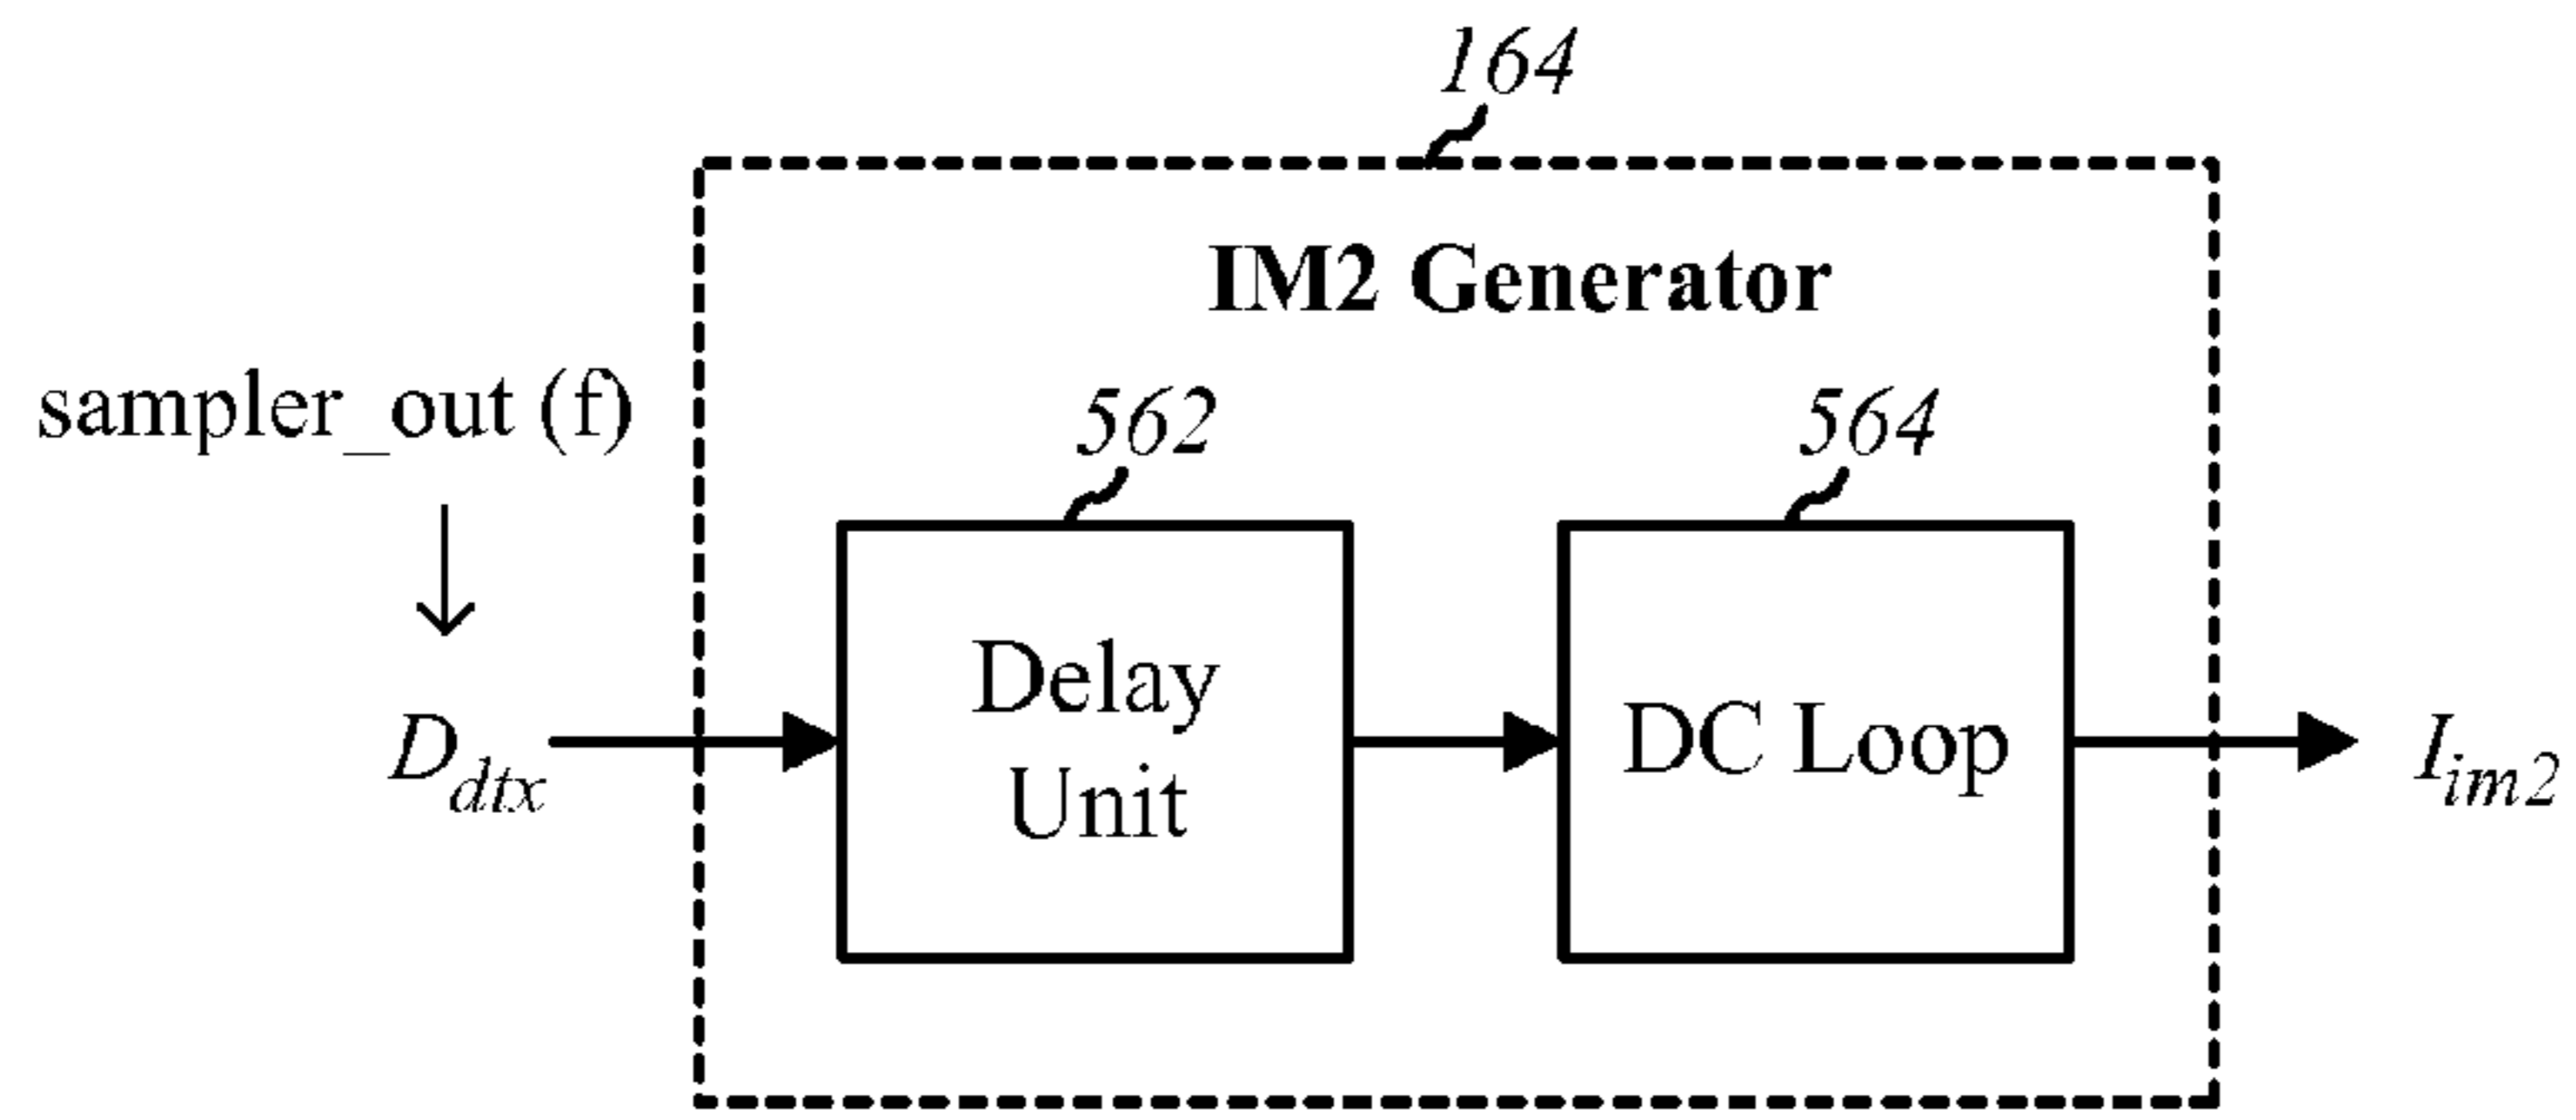 164
IM2 Generator
sampler_out (f)
562
564
Delay
Unit
DC Loop
D_dtx
I_im2